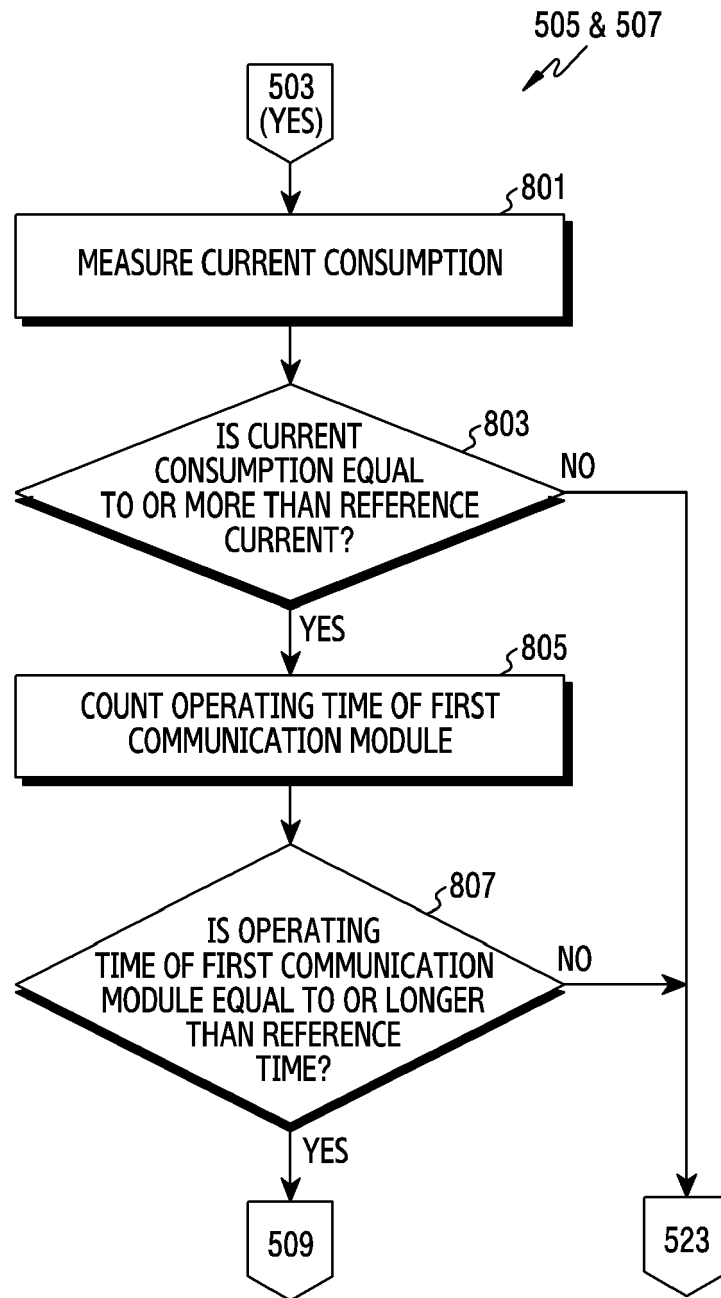 505 & 507
503
(YES)
801
MEASURE CURRENT CONSUMPTION
803
IS CURRENT
CONSUMPTION EQUAL
TO OR MORE THAN REFERENCE
CURRENT?
NO
YES
805
COUNT OPERATING TIME OF FIRST
COMMUNICATION MODULE
807
IS OPERATING
TIME OF FIRST COMMUNICATION
MODULE EQUAL TO OR LONGER
THAN REFERENCE
TIME?
NO
YES
509
523